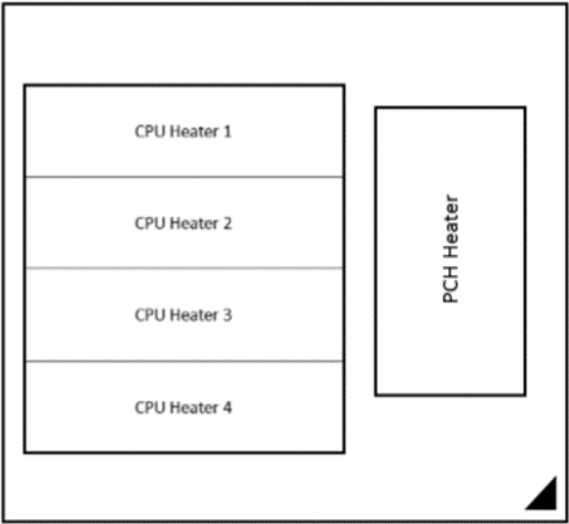 CPU Heater 1
CPU Heater 2
CPU Heater 3
CPU Heater 4
PCH Heater